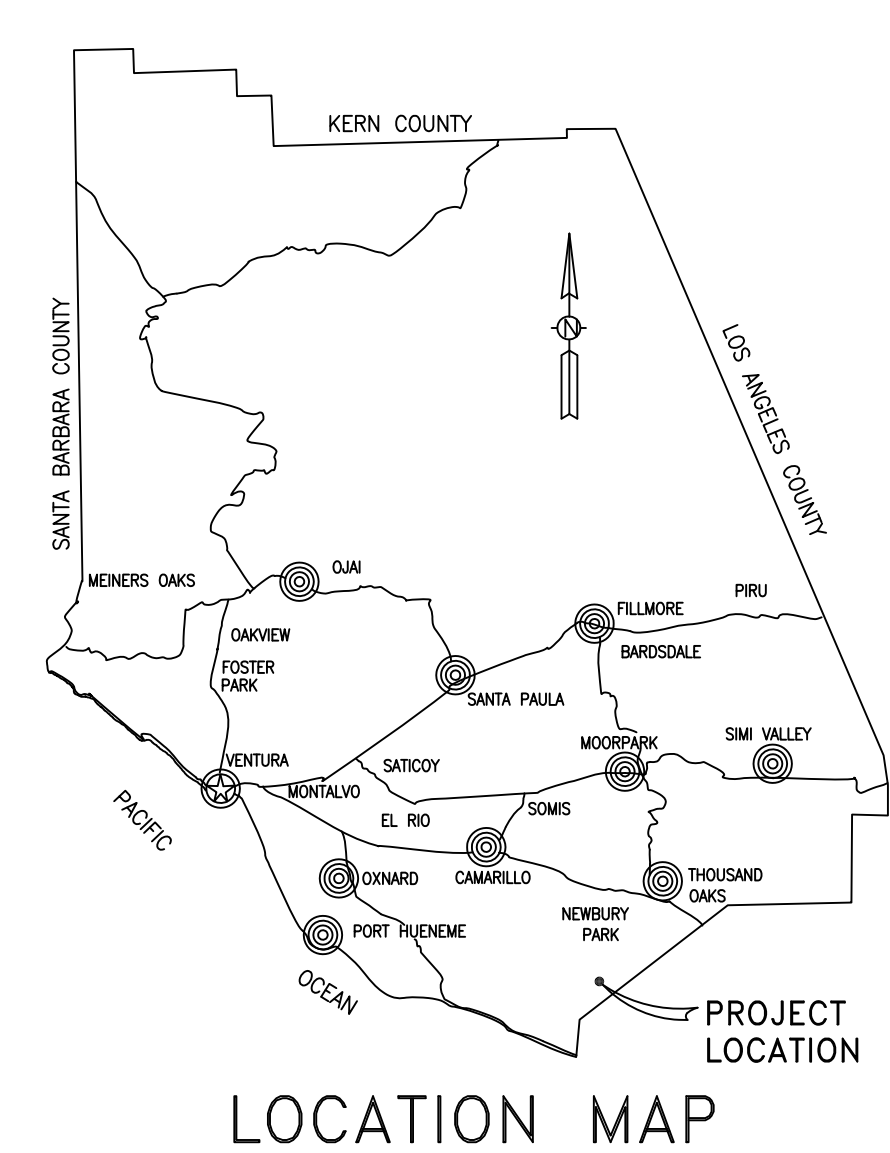 KERN COUNTY
N
SANTA BARBARA COUNTY
LOS ANGELES COUNTY
MEINERS OAKS
OJAI
PIRU
FILLMORE
OAKVIEW
BARDSDALE
FOSTER
PARK
SANTA PAULA
SIMI VALLEY
MOORPARK
VENTURA
SATICOY
MONTALVO
SOMIS
EL RIO
PACIFIC
OXNARD
CAMARILLO
THOUSAND
OAKS
NEWBURY
PARK
PORT HUENEME
OCEAN
PROJECT
LOCATION
LOCATION MAP